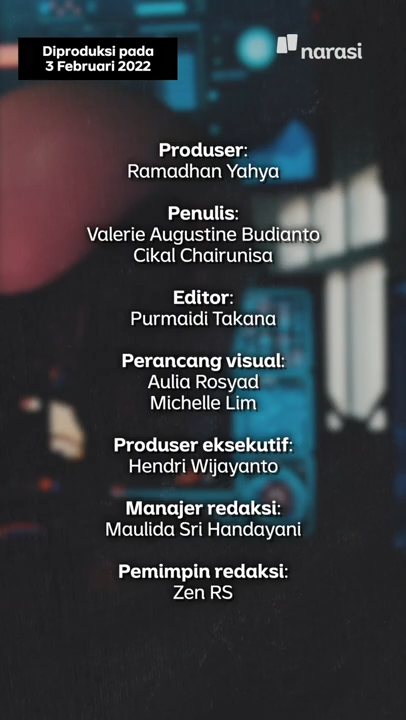 Diproduksi pada
3 Februari 2022
narasi
Produser:
Ramadhan Yahya
Penulis:
Valerie Augustine Budianto
Cikal Chairunisa
Editor:
Purmaidi Takana
Perancang visual:
Aulia Rosyad
Michelle Lim
Produser eksekutif:
Hendri Wijayanto
Manajer redaksi:
Maulida Sri Handayani
Pemimpin redaksi:
Zen RS